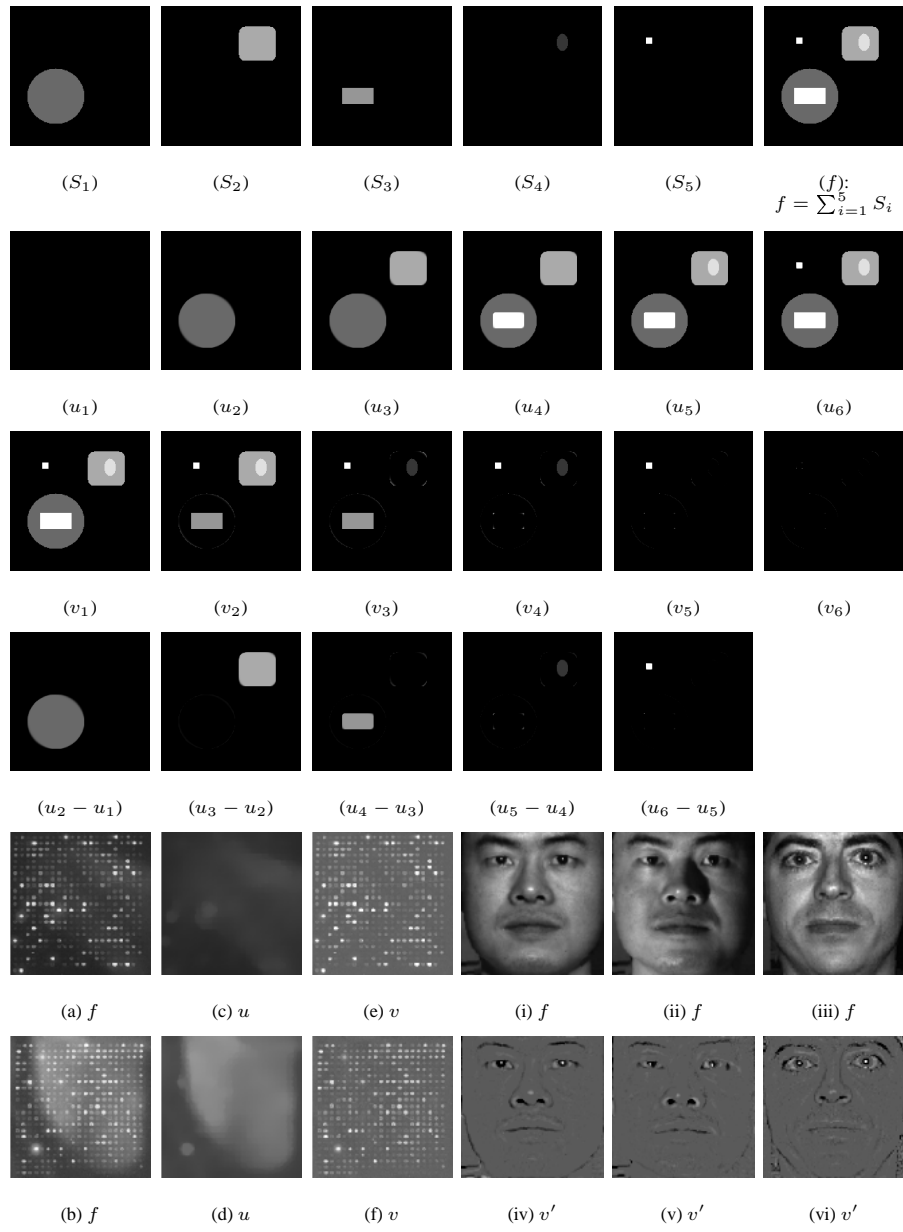 (S₁) (S₂) (S₃) (S₄) (S₅) (f):
f = ∑⁵ᵢ₌₁ Sᵢ
(u₁) (u₂) (u₃) (u₄) (u₅) (u₆)
(v₁) (v₂) (v₃) (v₄) (v₅) (v₆)
(u₂ − u₁) (u₃ − u₂) (u₄ − u₃) (u₅ − u₄) (u₆ − u₅)
(a) f (c) u (e) v (i) f (ii) f (iii) f
(b) f (d) u (f) v (iv) v′ (v) v′ (vi) v′